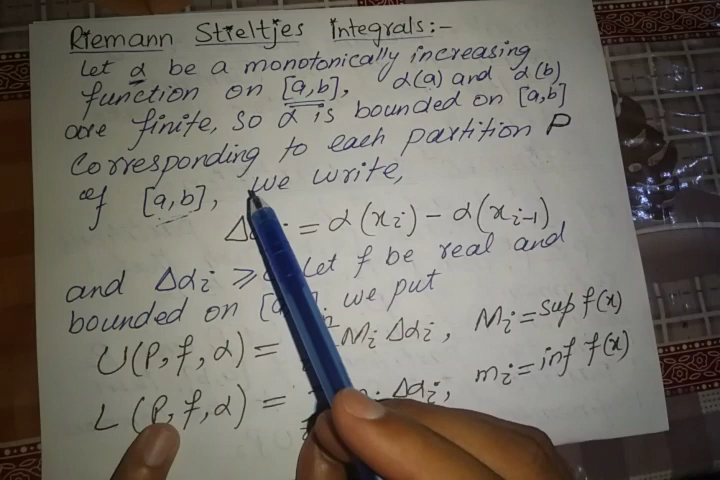 Riemann Stieltjes Integrals:-
Let α be a monotonically increasing
function on [a,b], α(a) and α(b)
are finite, so α is bounded on [a,b]
Corresponding to each partition P
of [a,b], we write,
Δ i = α(xi) - α(xi-1)
and Δαi ⩾ Let f be real and
bounded on [a . we put
U(P,f,α) = Mi Δαi, Mi = sup f(x)
L(P,f,α) = Δαi, mi = inf f(x)